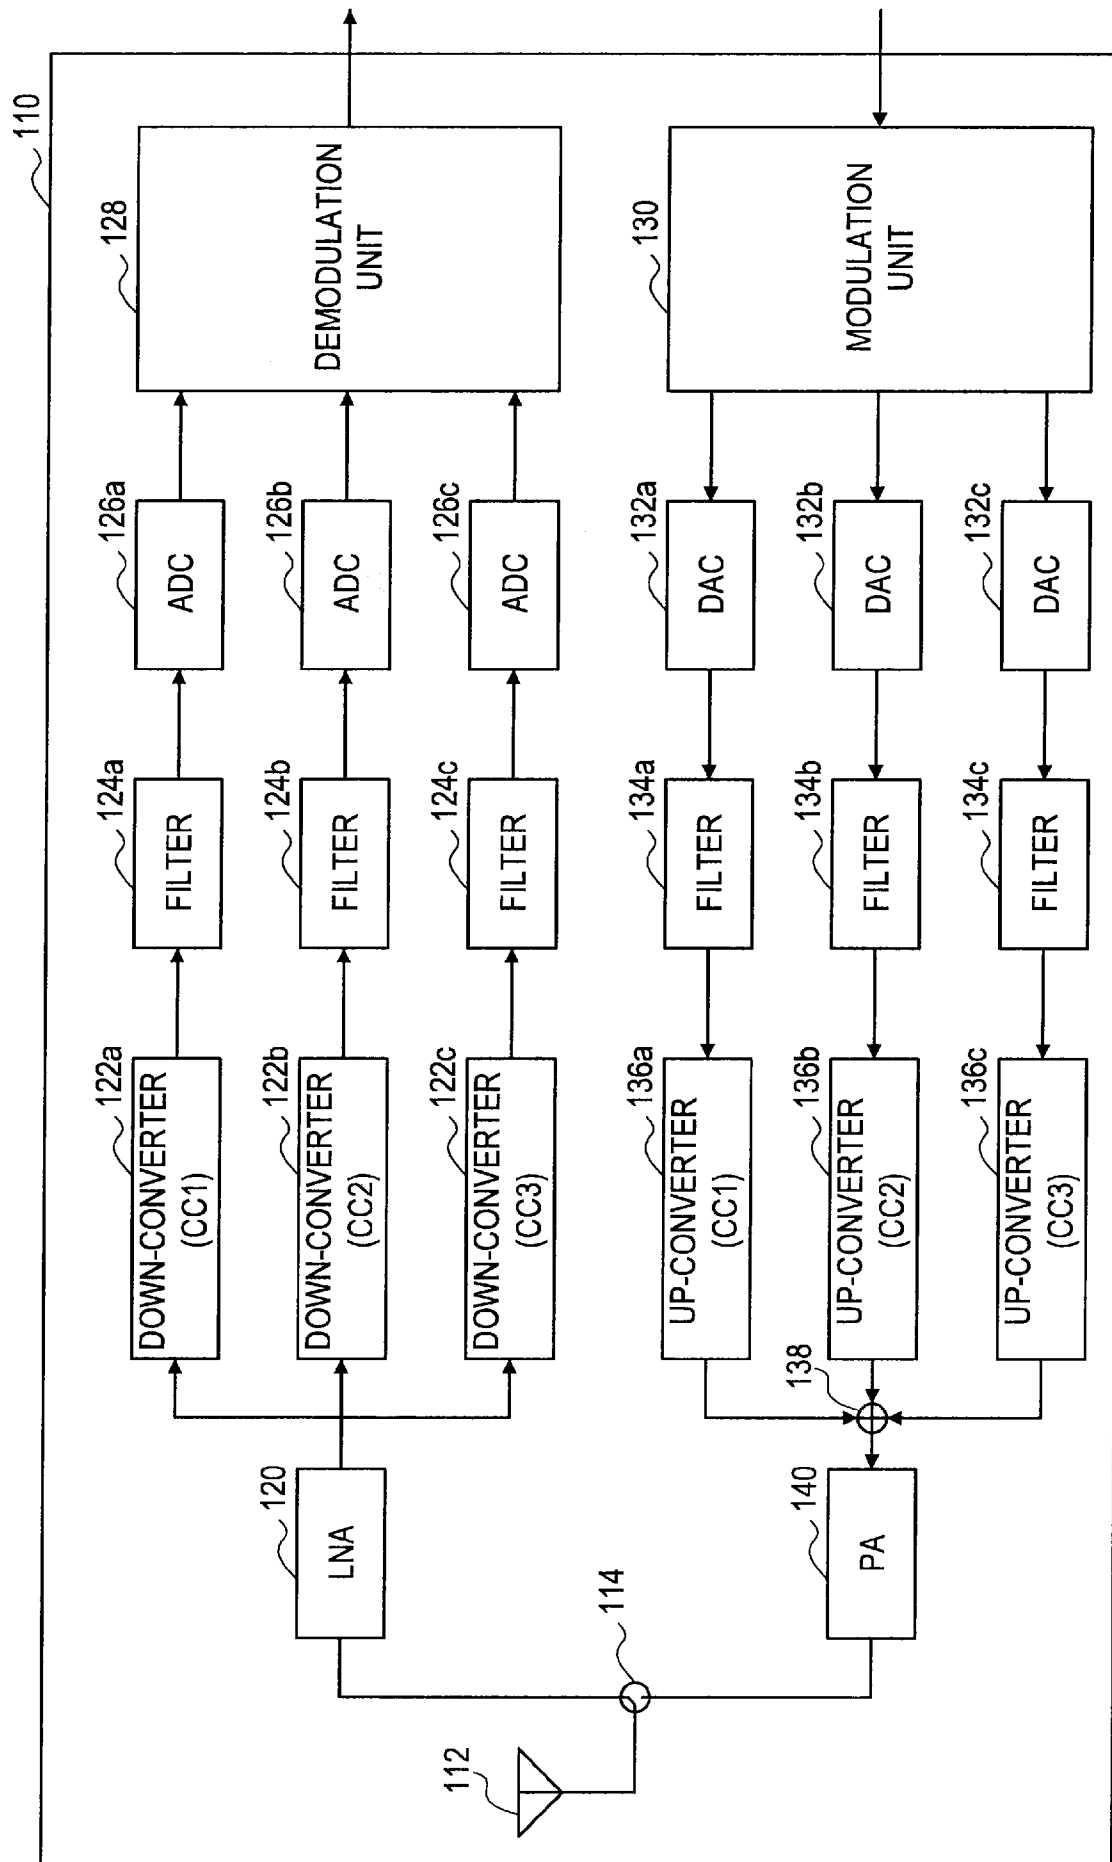 110
128
DEMODULATION
UNIT
130
MODULATION
UNIT
126a
ADC
126b
ADC
126c
ADC
132a
DAC
132b
DAC
132c
DAC
124a
FILTER
124b
FILTER
124c
FILTER
134a
FILTER
134b
FILTER
134c
FILTER
122a
DOWN-CONVERTER
(CC1)
122b
DOWN-CONVERTER
(CC2)
122c
DOWN-CONVERTER
(CC3)
136a
UP-CONVERTER
(CC1)
136b
UP-CONVERTER
(CC2)
136c
UP-CONVERTER
(CC3)
138
120
LNA
140
PA
114
112